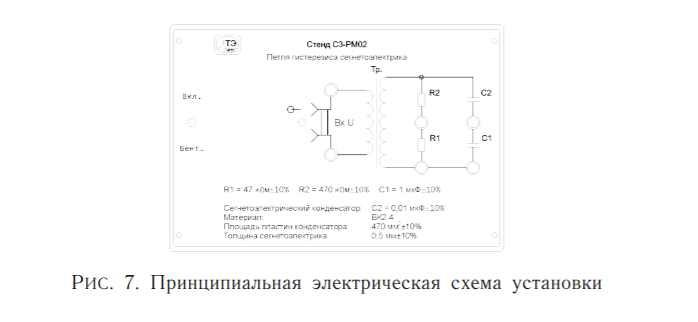 ТЭ
Стенд С3-РМ02
Петля гистерезиса сегнетоэлектрика
Тр.
R2
C2
Вкл.
Вх.U
R1
C1
Вент.
R1 = 47 кОм±10% R2 = 470 кОм±10% C1 = 1 мкФ±10%
Сегнетоэлектрический конденсатор: C2 = 0,01 мкФ±10%
Материал: ВК2-4
Площадь пластин конденсатора: 470 мм²±10%
Толщина сегнетоэлектрика: 0,5 мм±10%
Рис. 7. Принципиальная электрическая схема установки